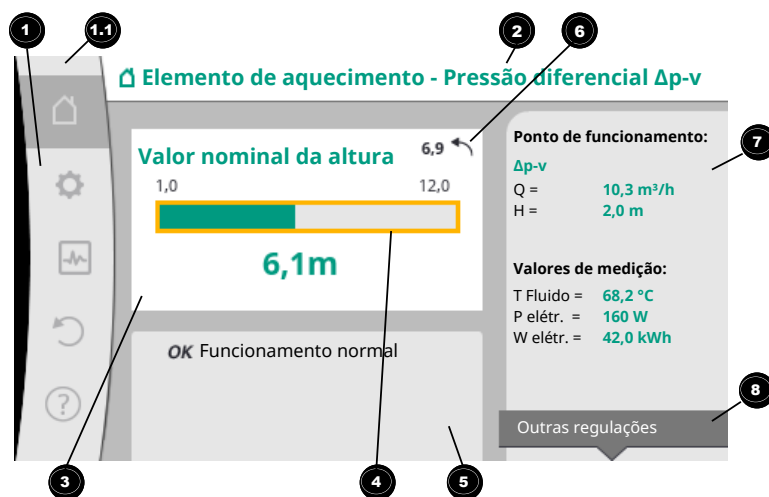 1
1.1
2
6
Elemento de aquecimento - Pressão diferencial Δp-v
Valor nominal da altura
6,9
1,0
12,0
6,1m
OK Funcionamento normal
Ponto de funcionamento:
7
Δp-v
Q = 10,3 m³/h
H = 2,0 m
Valores de medição:
T Fluido = 68,2 °C
P elétr. = 160 W
W elétr. = 42,0 kWh
8
Outras regulações
?
3
4
5